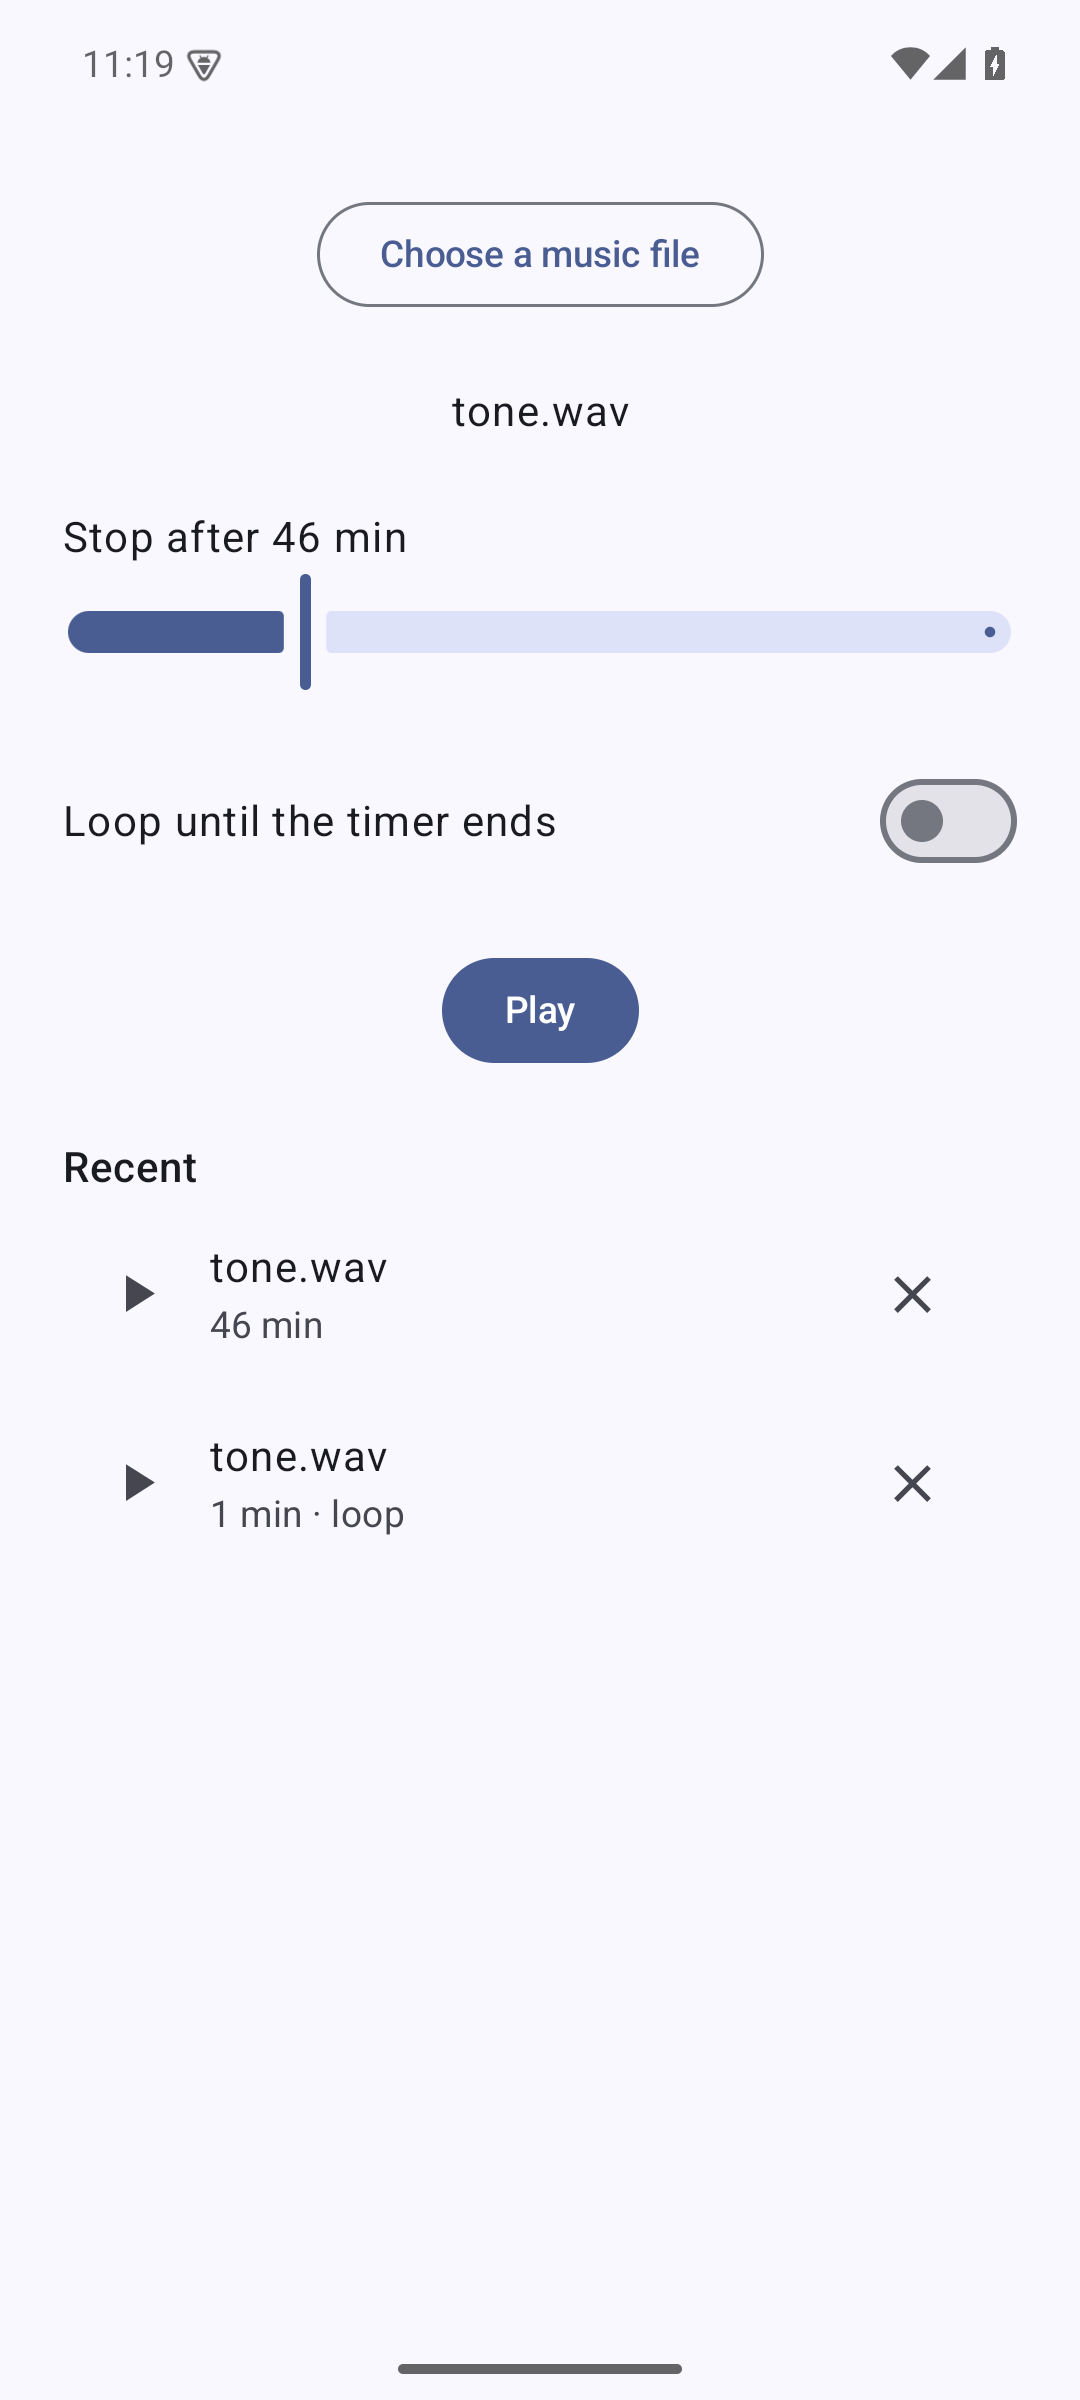 11:19
Choose a music file
tone.wav
Stop after 46 min
Loop until the timer ends
Play
Recent
tone.wav
46 min
tone.wav
1 min · loop